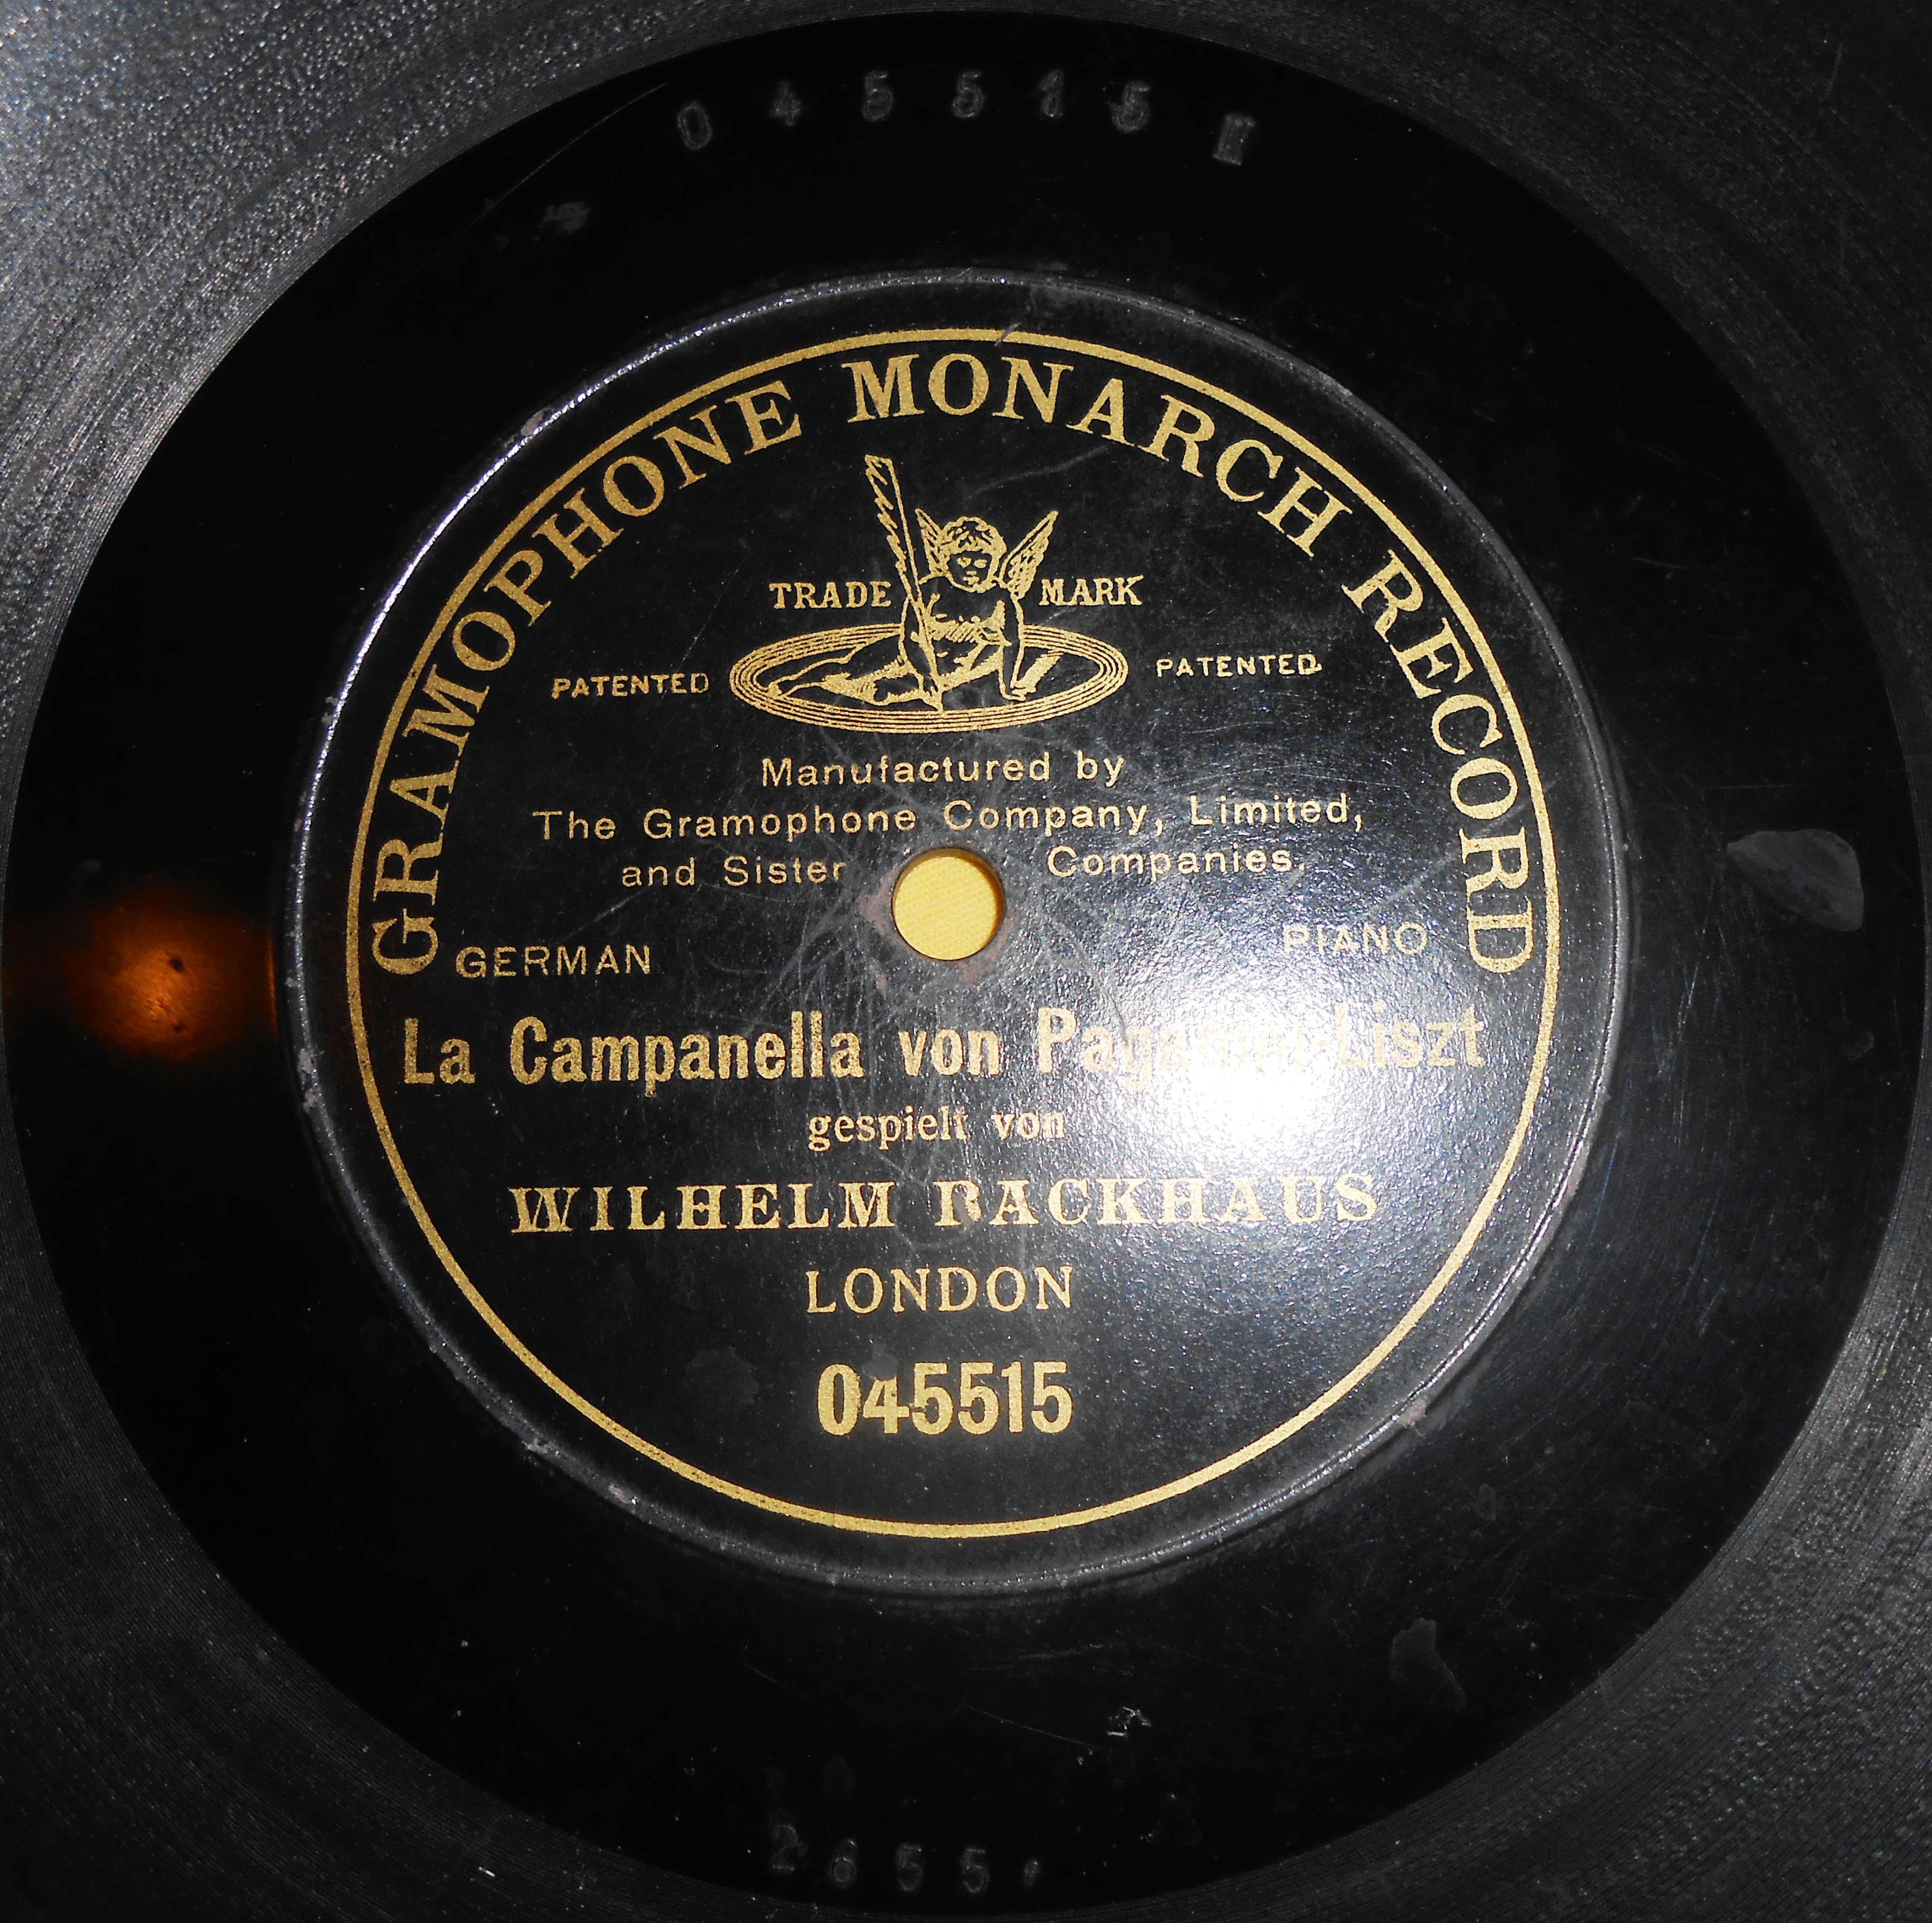 045515 II
GRAMOPHONE MONARCH RECORD
TRADE MARK
PATENTED PATENTED
Manufactured by
The Gramophone Company, Limited,
and Sister Companies.
GERMAN PIANO
La Campanella von Paganini-Liszt
gespielt von
WILHELM BACKHAUS
LONDON
045515
2655